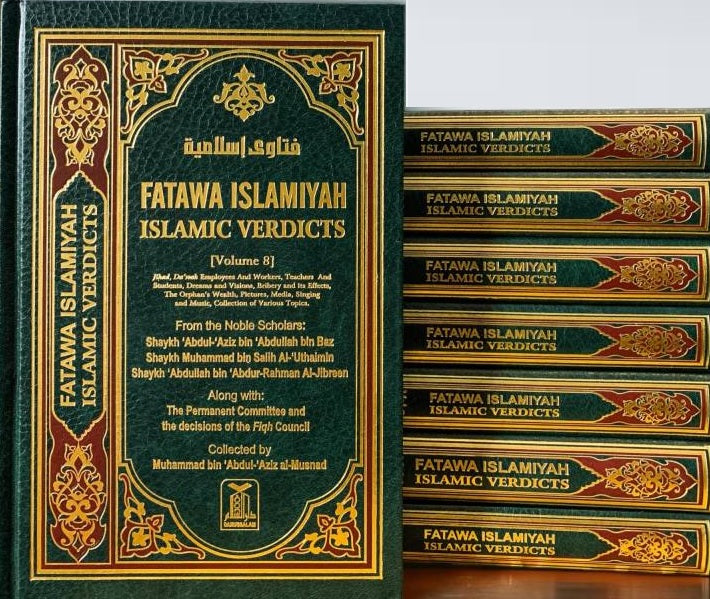 فتاوى إسلامية
FATAWA ISLAMIYAH
ISLAMIC VERDICTS
[Volume 8]
Jihad, Da'wah Employees And Workers, Teachers And
Students, Dreams and Visions, Bribery and its Effects,
The Orphan's Wealth, Pictures, Media, Singing
and Music, Collection of Various Topics.
From the Noble Scholars:
Shaykh 'Abdul-'Aziz bin 'Abdullah bin Baz
Shaykh Muhammad bin Salih Al-'Uthaimin
Shaykh 'Abdullah bin 'Abdur-Rahman Al-Jibreen
Along with:
The Permanent Committee and
the decisions of the Fiqh Council
Collected by
Muhammad bin 'Abdul-'Aziz al-Musnad
DARUSSALAM
FATAWA ISLAMIYAH
ISLAMIC VERDICTS
FATAWA ISLAMIYAH
ISLAMIC VERDICTS
FATAWA ISLAMIYAH
ISLAMIC VERDICTS
FATAWA ISLAMIYAH
ISLAMIC VERDICTS
FATAWA ISLAMIYAH
ISLAMIC VERDICTS
FATAWA ISLAMIYAH
ISLAMIC VERDICTS
FATAWA ISLAMIYAH
ISLAMIC VERDICTS
FATAWA ISLAMIYAH
ISLAMIC VERDICTS